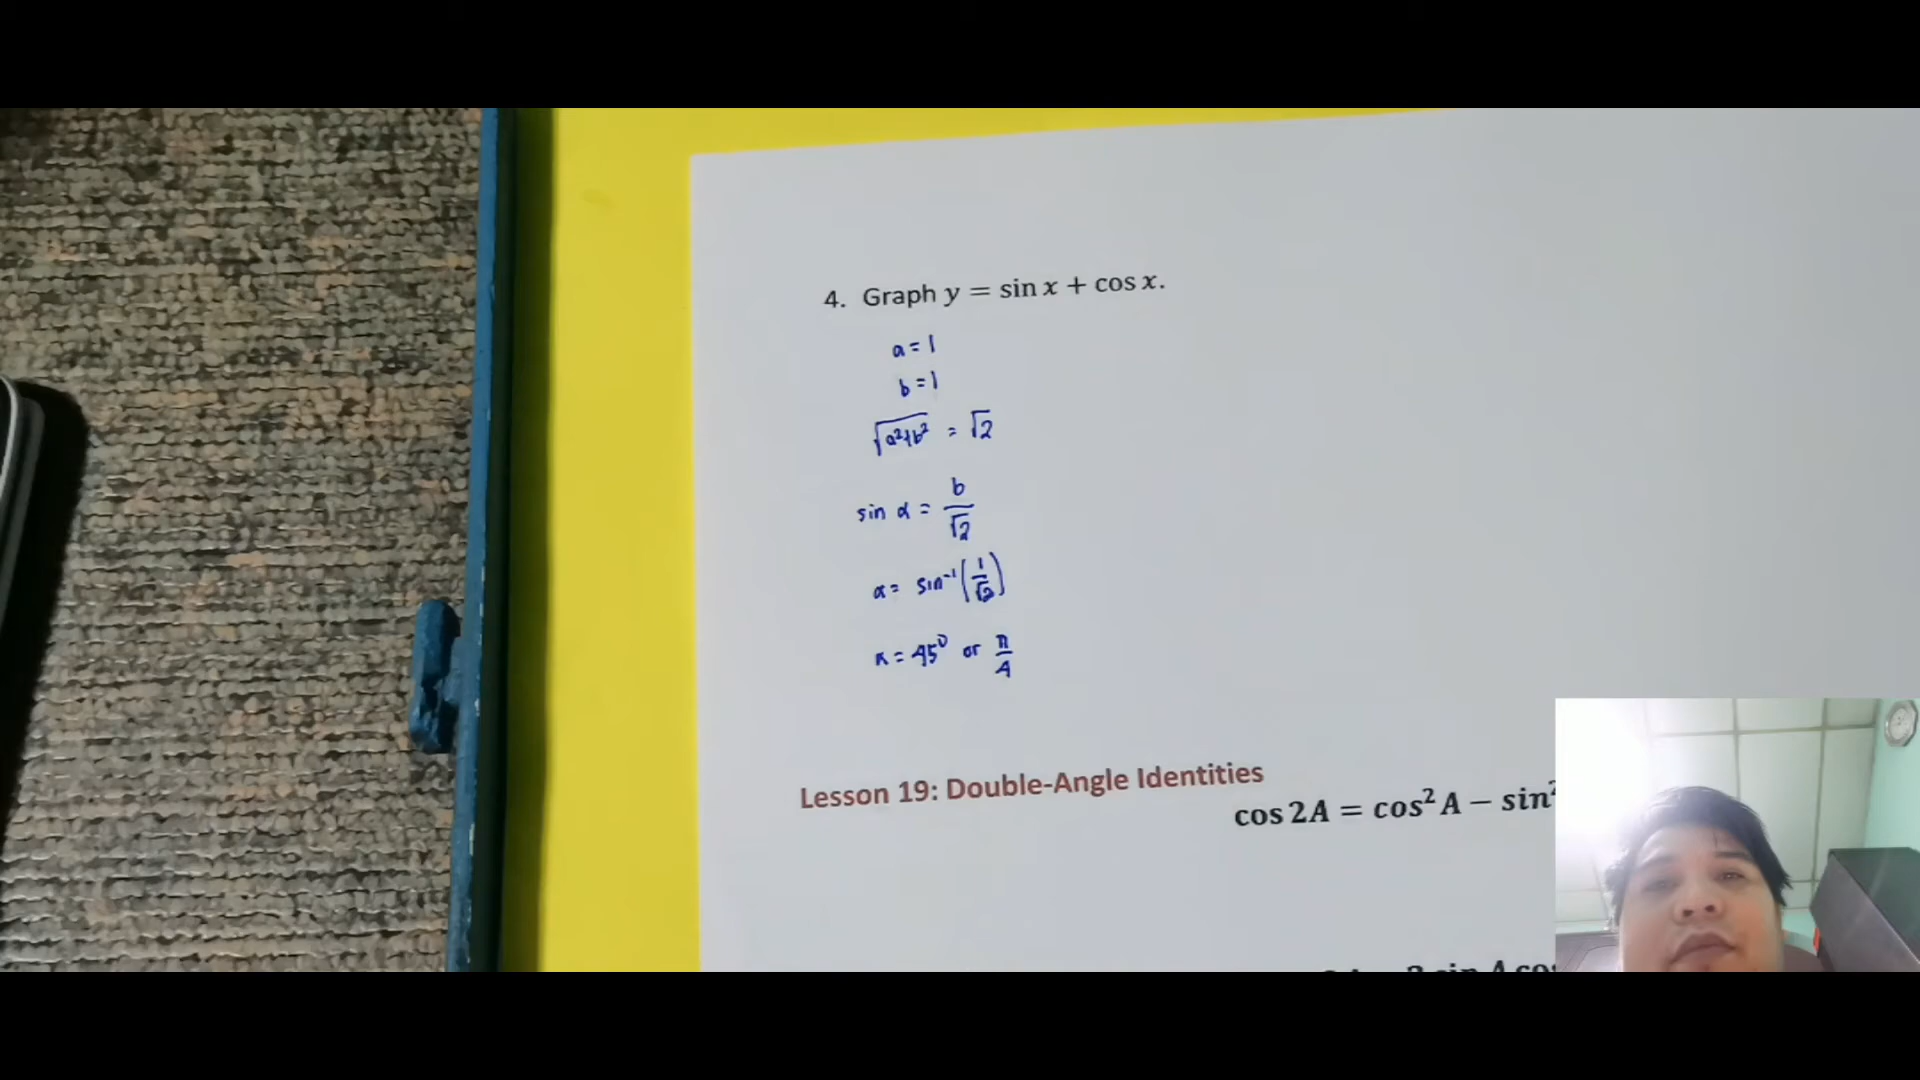 4. Graph y = sin x + cos x.
a = 1
b = 1
√(a²+b²) = √2
sin α = b/√2
α = sin⁻¹(1/√2)
α = 45° or π/4
Lesson 19: Double-Angle Identities
cos 2A = cos² A − sin²